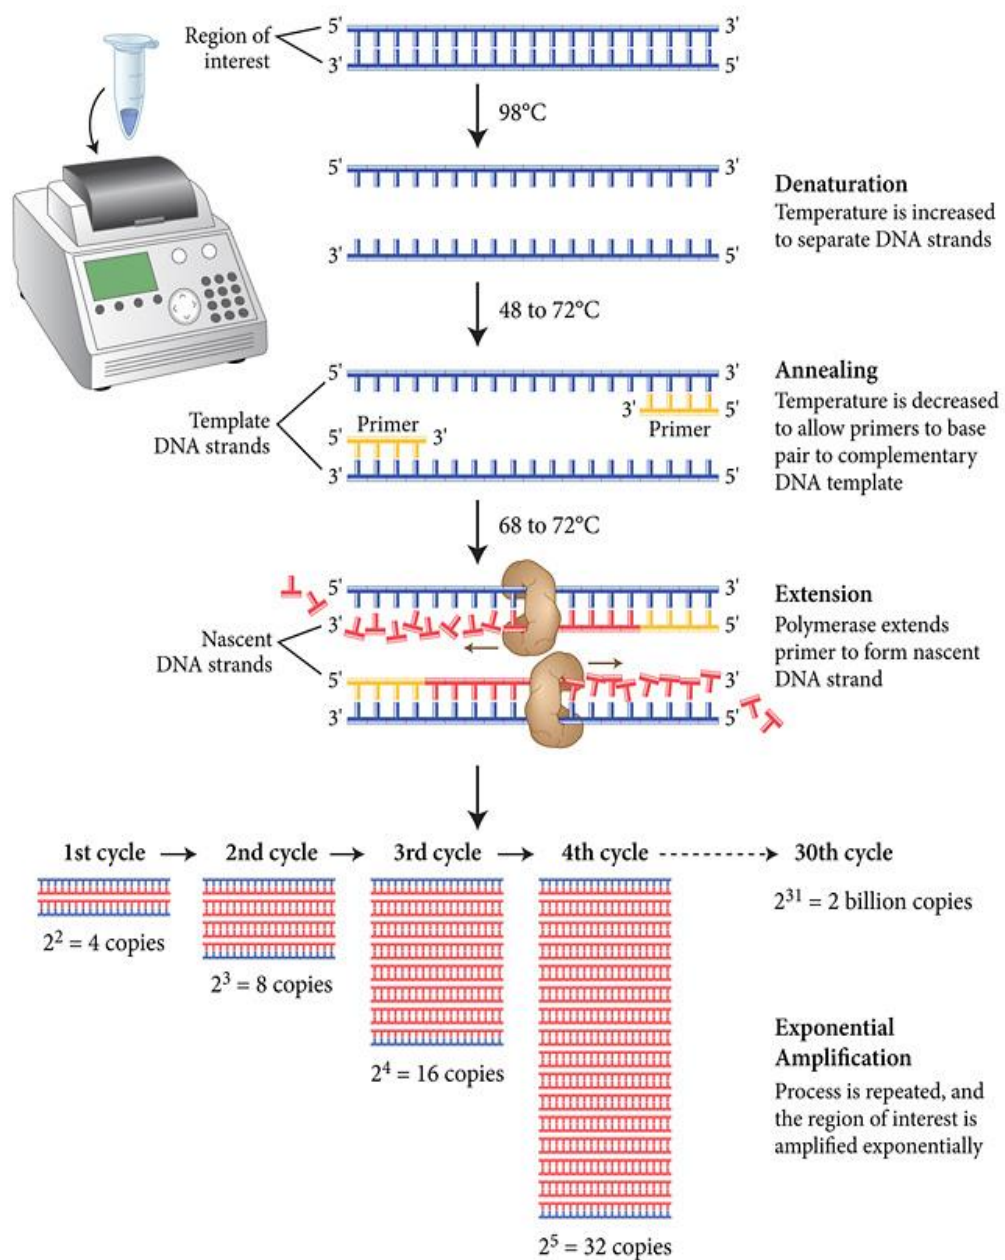 Region of
interest
5'
3'
3'
5'
98°C
5'
3'
3'
5'
Denaturation
Temperature is increased
to separate DNA strands
48 to 72°C
5'
3'
3'
5'
Primer
Template
DNA strands
5'
Primer
3'
3'
5'
Annealing
Temperature is decreased
to allow primers to base
pair to complementary
DNA template
68 to 72°C
5'
3'
3'
5'
Nascent
DNA strands
5'
3'
3'
5'
Extension
Polymerase extends
primer to form nascent
DNA strand
1st cycle
2nd cycle
3rd cycle
4th cycle
30th cycle
2² = 4 copies
2³ = 8 copies
2⁴ = 16 copies
2⁵ = 32 copies
2³¹ = 2 billion copies
Exponential
Amplification
Process is repeated, and
the region of interest is
amplified exponentially